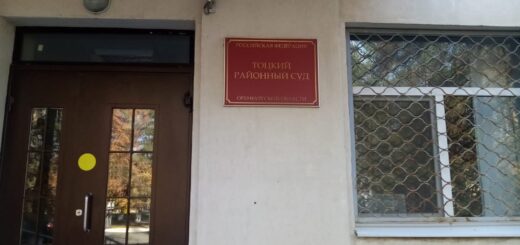 РОССИЙСКАЯ ФЕДЕРАЦИЯ
ТОЦКИЙ
РАЙОННЫЙ СУД
ОРЕНБУРГСКОЙ ОБЛАСТИ